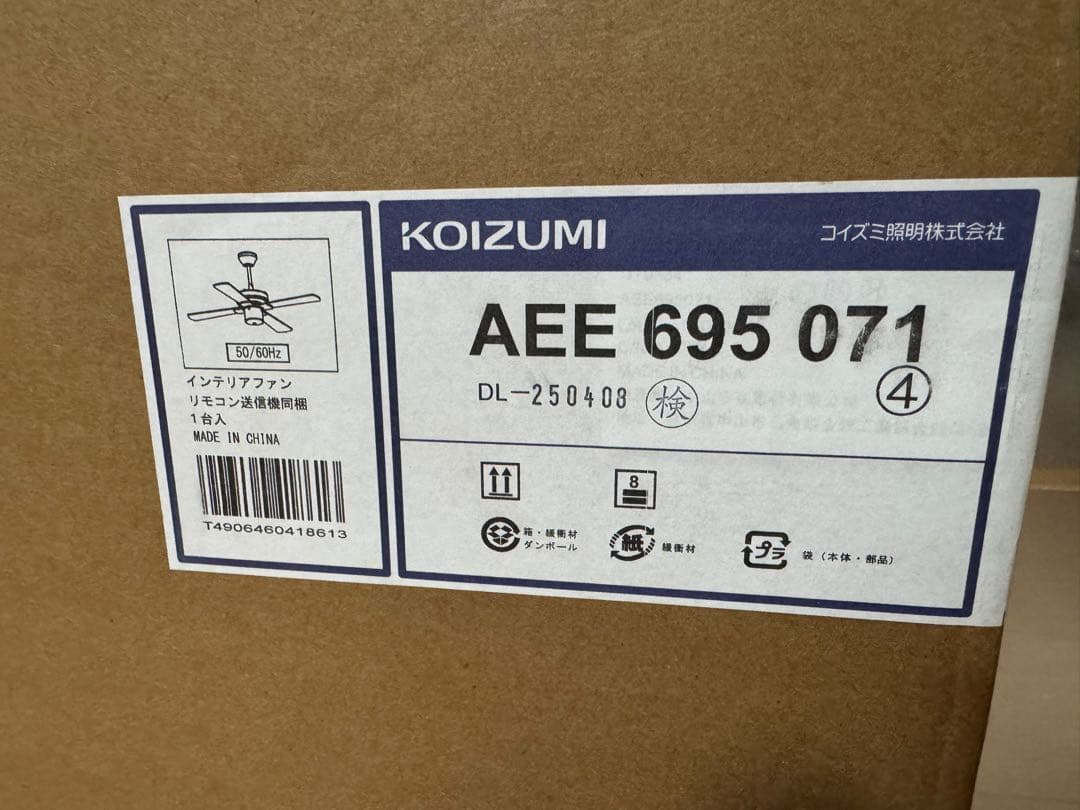 50/60Hz
インテリアファン
リモコン送信機同梱
1台入
MADE IN CHINA
T4906460418613
KOIZUMI
コイズミ照明株式会社
AEE 695 071
DL-250408 検 ④
8
箱・緩衝材
ダンボール
紙
緩衝材
プラ
袋(本体・部品)